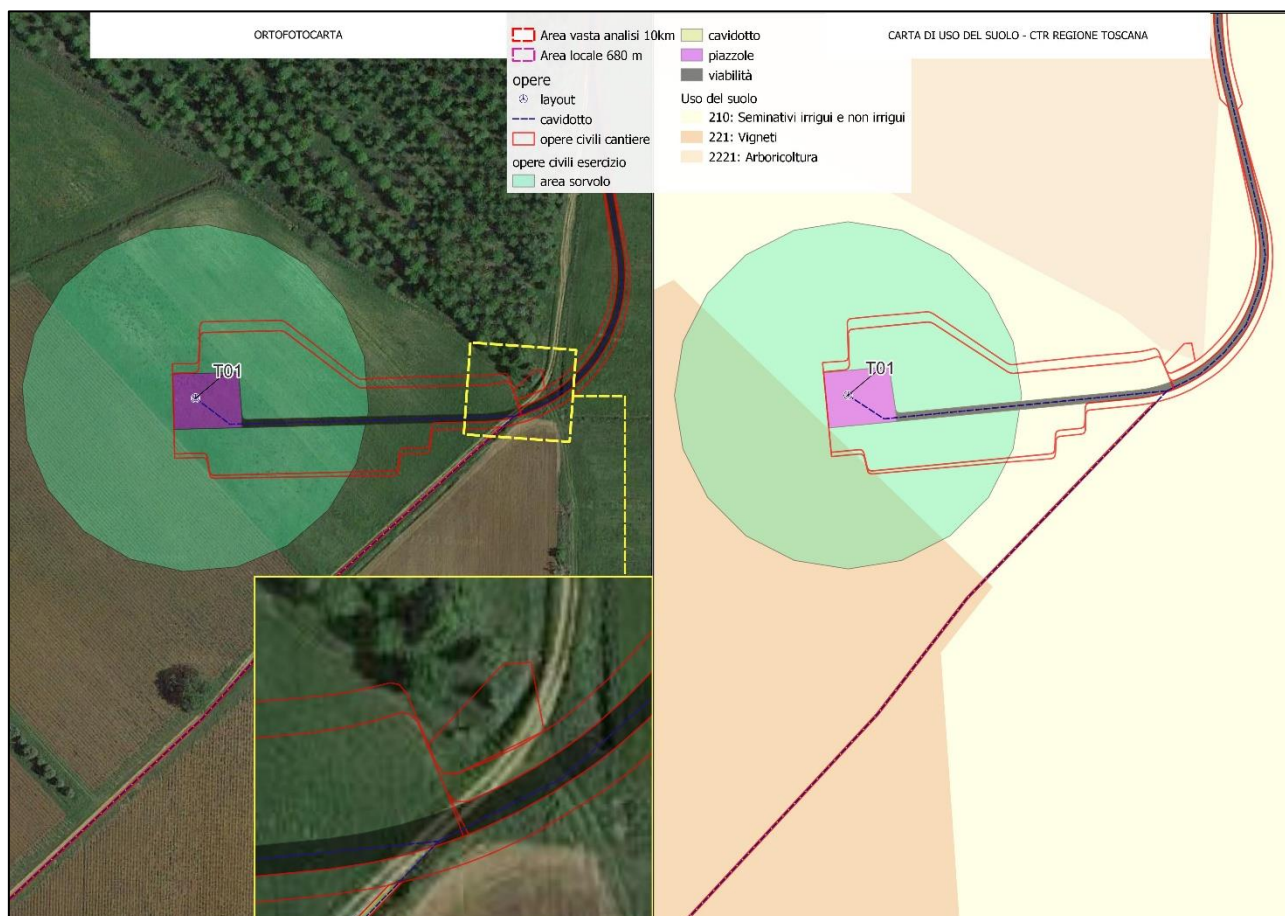 ORTOFOTOCARTA
Area vasta analisi 10km
Area locale 680 m
opere
layout
cavidotto
opere civili cantiere
opere civili esercizio
area sorvolo
cavidotto
piazzole
viabilità
Uso del suolo
210: Seminativi irrigui e non irrigui
221: Vigneti
2221: Arboricoltura
CARTA DI USO DEL SUOLO - CTR REGIONE TOSCANA
T01
T01